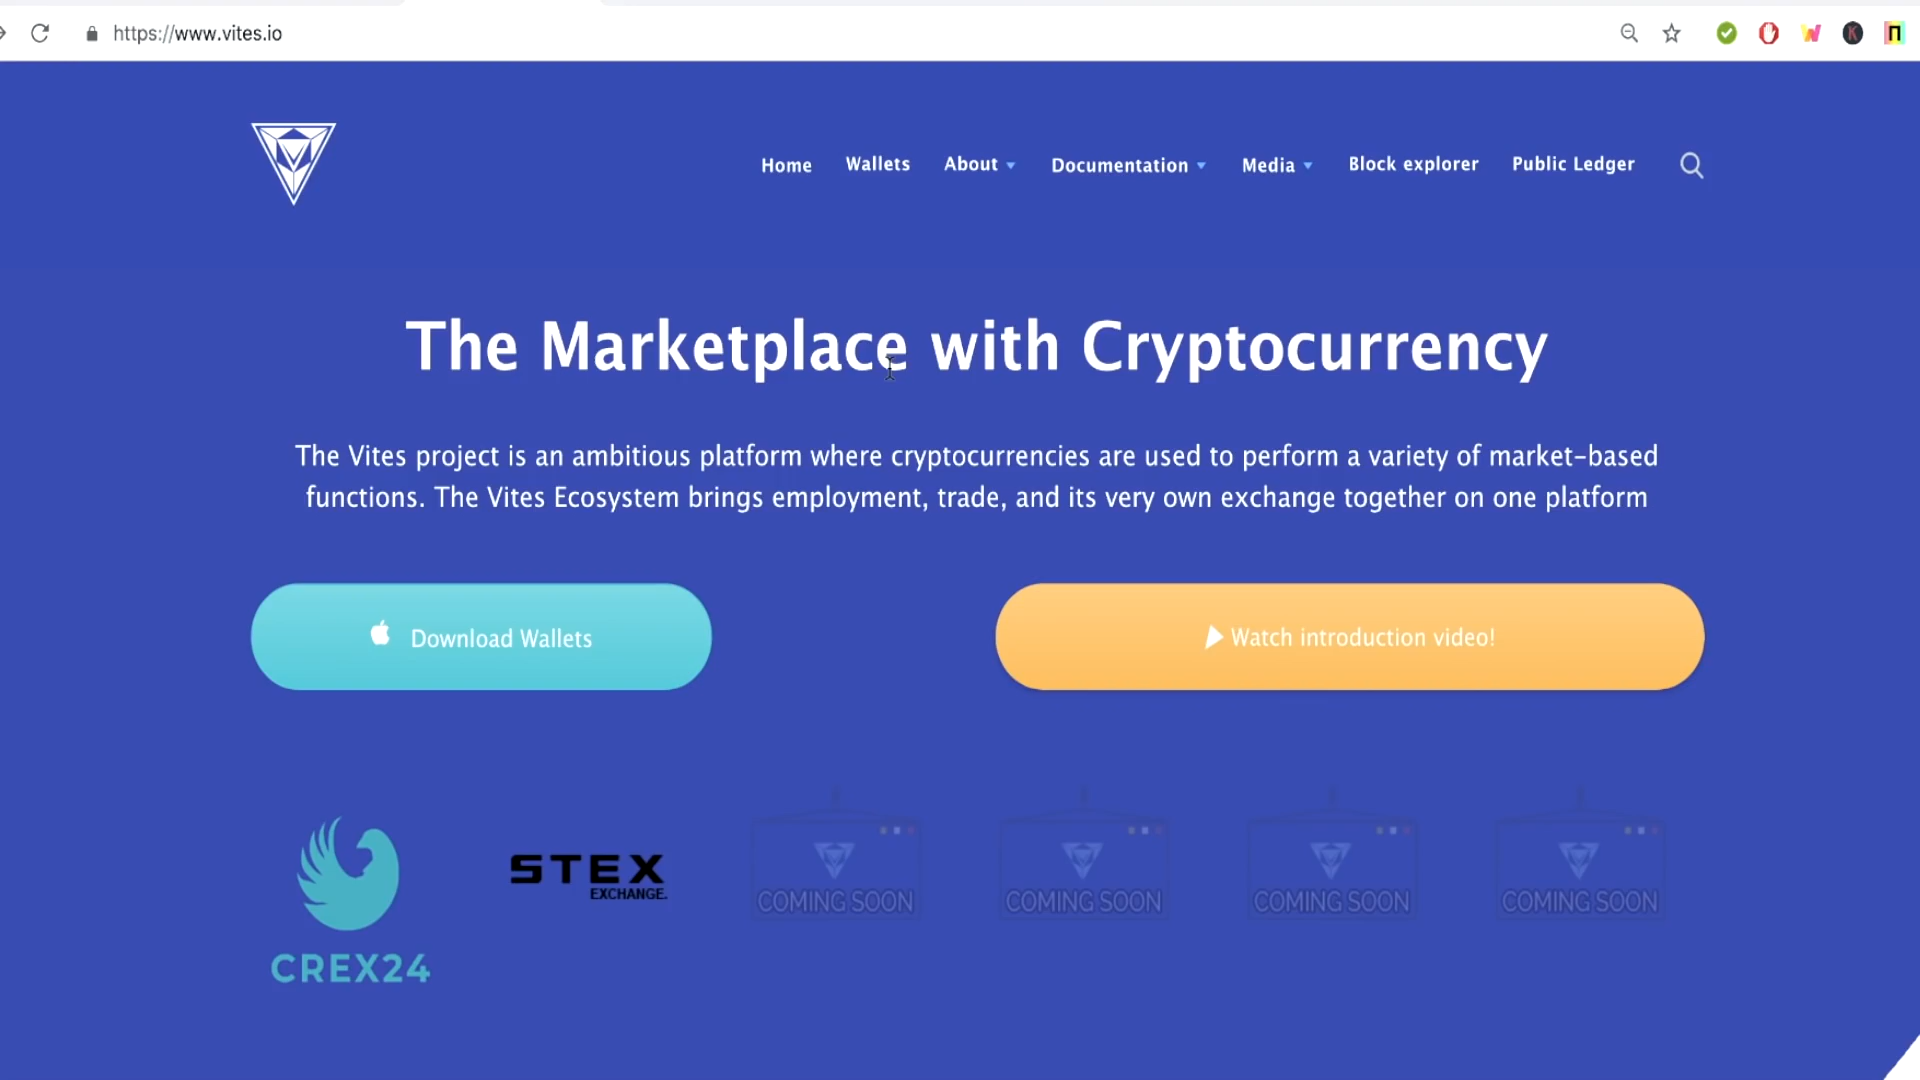 https://www.vites.io
Home Wallets About Documentation Media Block explorer Public Ledger
The Marketplace with Cryptocurrency
The Vites project is an ambitious platform where cryptocurrencies are used to perform a variety of market-based
functions. The Vites Ecosystem brings employment, trade, and its very own exchange together on one platform
Download Wallets
Watch introduction video!
CREX24
STEX
EXCHANGE.
COMING SOON
COMING SOON
COMING SOON
COMING SOON